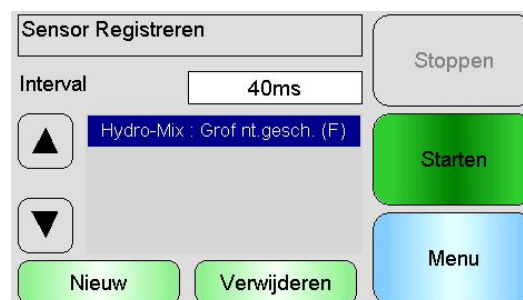 Sensor Registreren
Stoppen
Interval
40ms
Hydro-Mix : Grof nt.gesch. (F)
Starten
Menu
Nieuw
Verwijderen